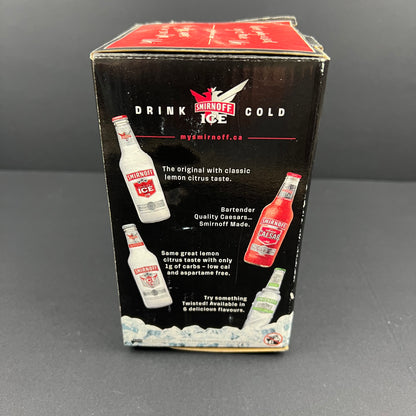 DRINK SMIRNOFF ICE COLD
mysmirnoff.ca
The original with classic
lemon citrus taste.
SMIRNOFF
ICE
Bartender
Quality Caesars...
Smirnoff Made.
SMIRNOFF
CAESAR
Same great lemon
citrus taste with only
1g of carbs – low cal
and aspartame free.
SMIRNOFF
Try something
Twisted! Available in
6 delicious flavours.